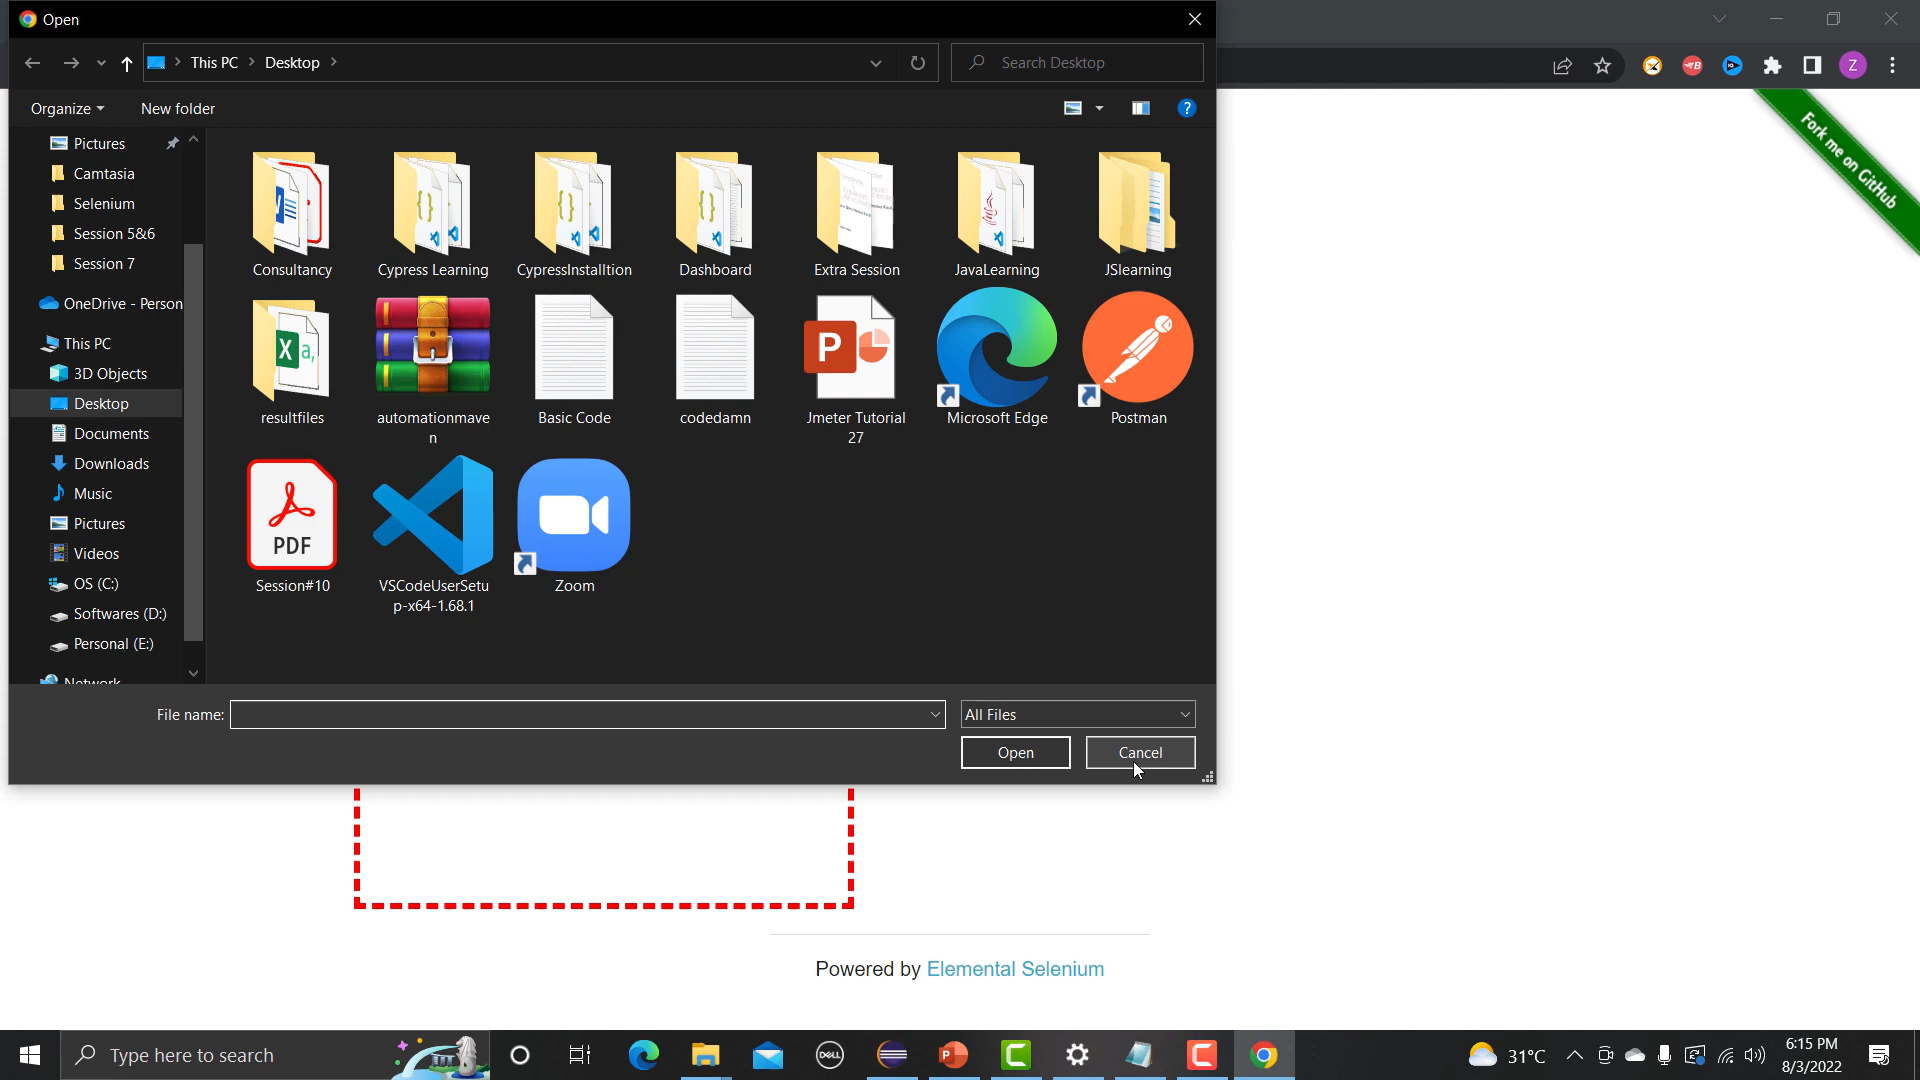 Open
This PC
Desktop
Search Desktop
Z
Organize
New folder
?
Fork me on GitHub
Pictures
Camtasia
Selenium
Session 5&6
Session 7
OneDrive - Person
This PC
3D Objects
Desktop
Documents
Downloads
Music
Pictures
Videos
OS (C:)
Softwares (D:)
Personal (E:)
Network
Consultancy
Cypress Learning
CypressInstalltion
Dashboard
Extra Session
JavaLearning
JSlearning
resultfiles
automationmave
n
Basic Code
codedamn
Jmeter Tutorial
27
Microsoft Edge
Postman
PDF
Session#10
VSCodeUserSetu
p-x64-1.68.1
Zoom
File name:
All Files
Open
Cancel
Powered by Elemental Selenium
Type here to search
DELL
31°C
6:15 PM
8/3/2022